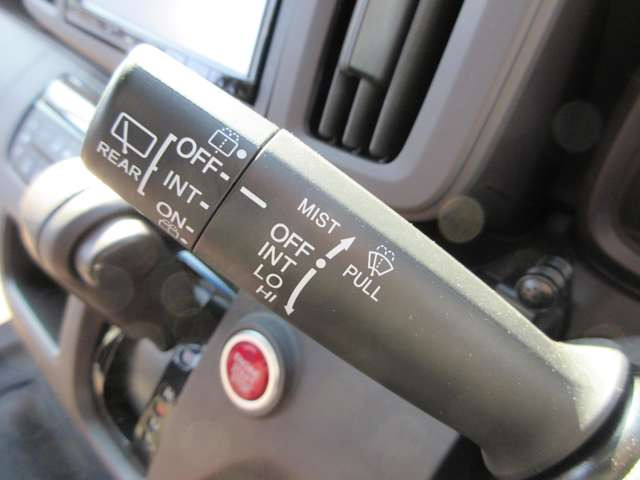 REAR
OFF-
INT-
ON-
MIST
OFF
INT
LO
HI
PULL